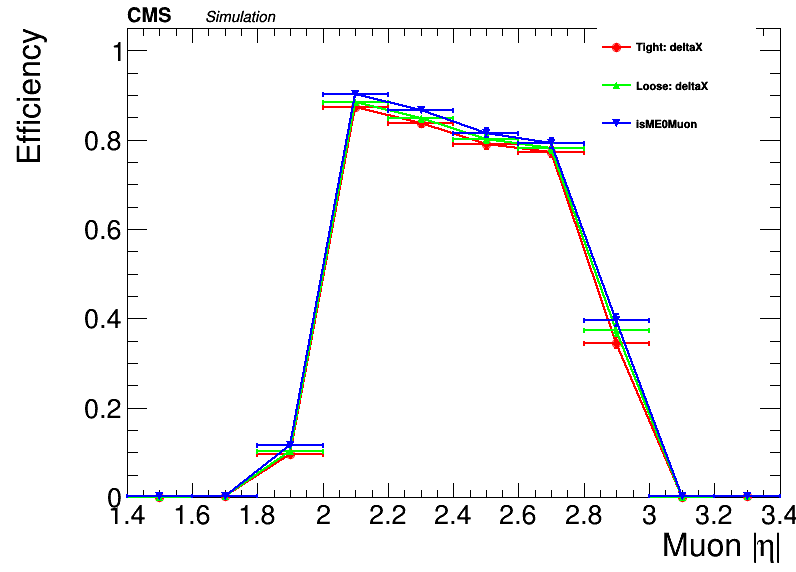 CMS Simulation
Efficiency
1
0.8
0.6
0.4
0.2
0
Tight: deltaX
Loose: deltaX
isME0Muon
1.4 1.6 1.8 2 2.2 2.4 2.6 2.8 3 3.2 3.4
Muon |η|